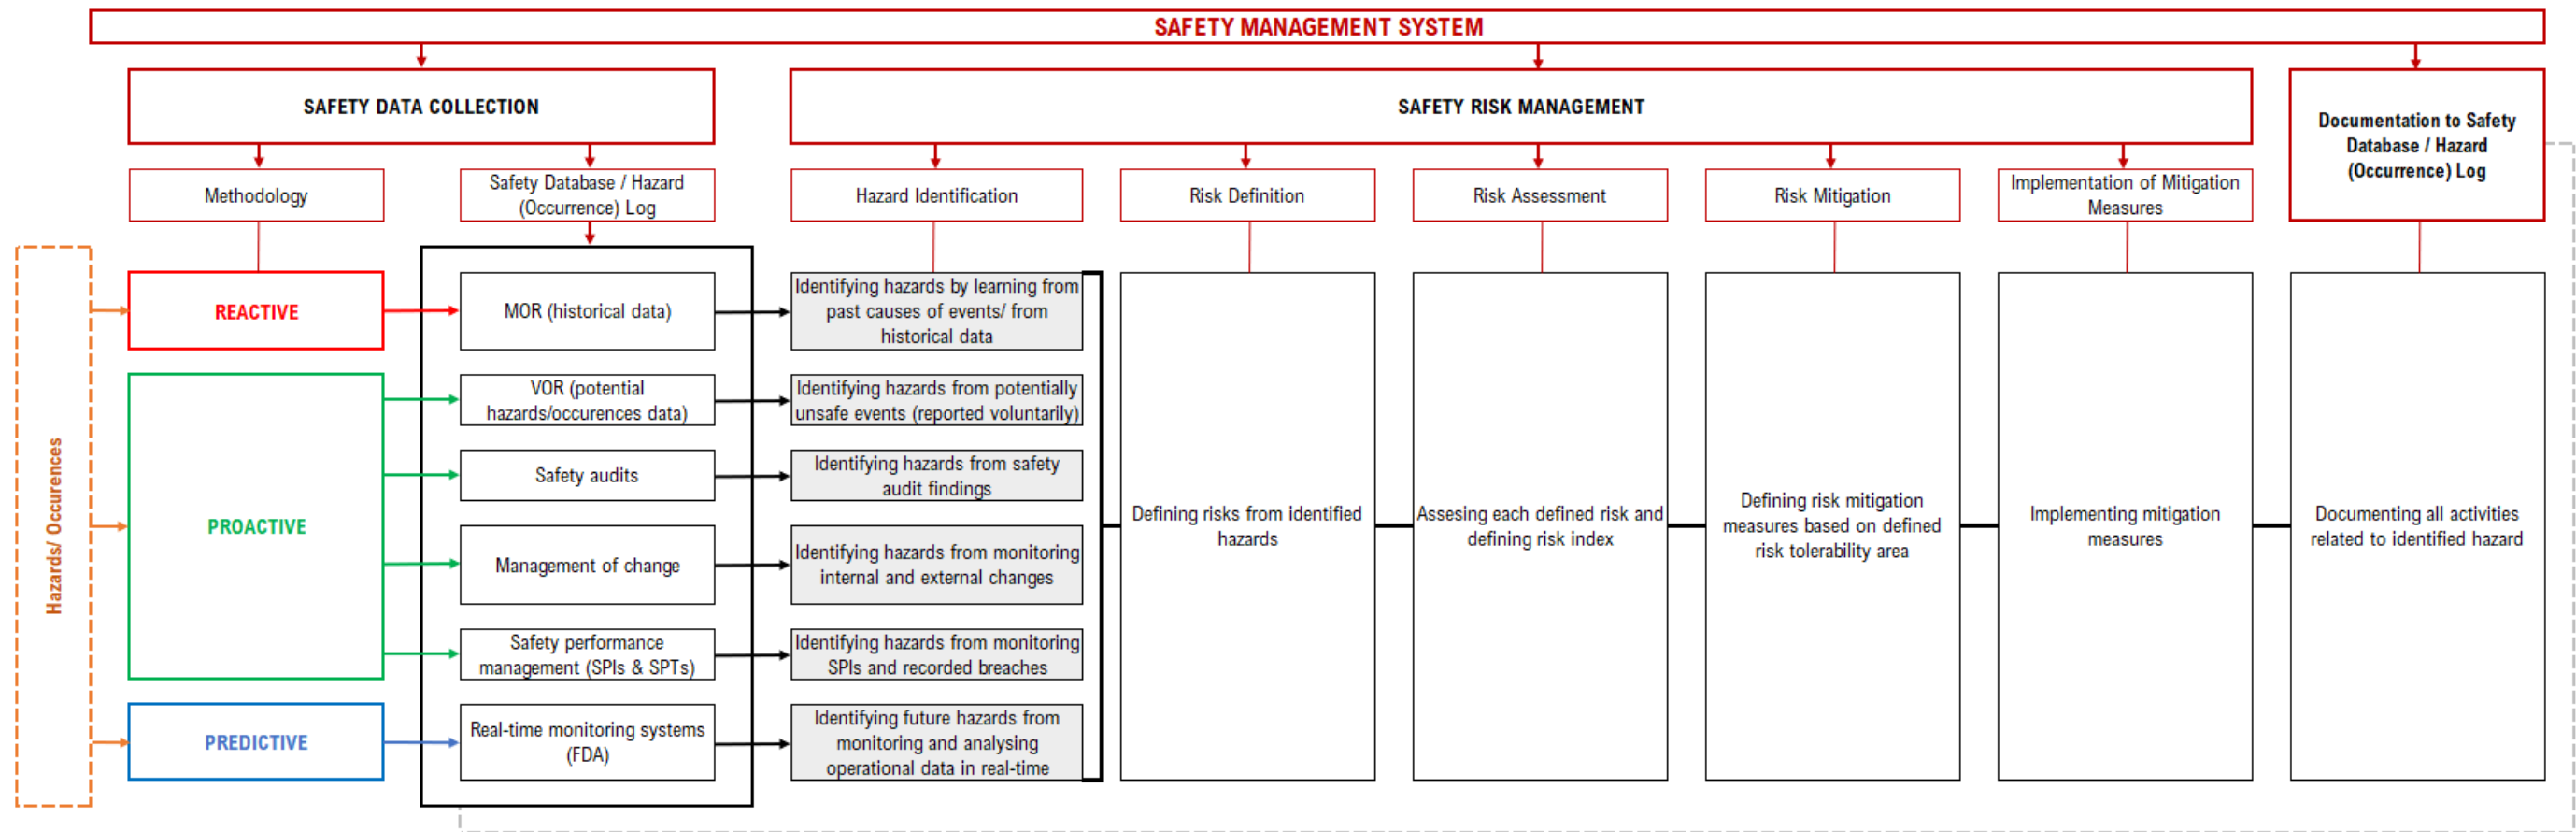 SAFETY MANAGEMENT SYSTEM
SAFETY DATA COLLECTION
SAFETY RISK MANAGEMENT
Documentation to Safety
Database / Hazard
(Occurrence) Log
Methodology
Safety Database / Hazard
(Occurrence) Log
Hazard Identification
Risk Definition
Risk Assessment
Risk Mitigation
Implementation of Mitigation
Measures
Hazards/ Occurences
REACTIVE
MOR (historical data)
Identifying hazards by learning from
past causes of events/ from
historical data
PROACTIVE
VOR (potential
hazards/occurences data)
Identifying hazards from potentially
unsafe events (reported voluntarily)
Safety audits
Identifying hazards from safety
audit findings
Management of change
Identifying hazards from monitoring
internal and external changes
Safety performance
management (SPIs & SPTs)
Identifying hazards from monitoring
SPIs and recorded breaches
PREDICTIVE
Real-time monitoring systems
(FDA)
Identifying future hazards from
monitoring and analysing
operational data in real-time
Defining risks from identified
hazards
Assesing each defined risk and
defining risk index
Defining risk mitigation
measures based on defined
risk tolerability area
Implementing mitigation
measures
Documenting all activities
related to identified hazard